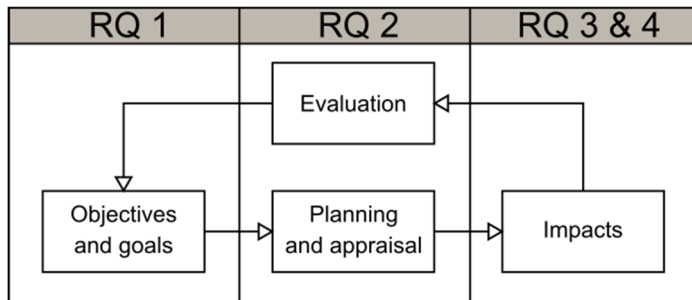 RQ 1
RQ 2
RQ 3 & 4
Evaluation
Objectives
and goals
Planning
and appraisal
Impacts